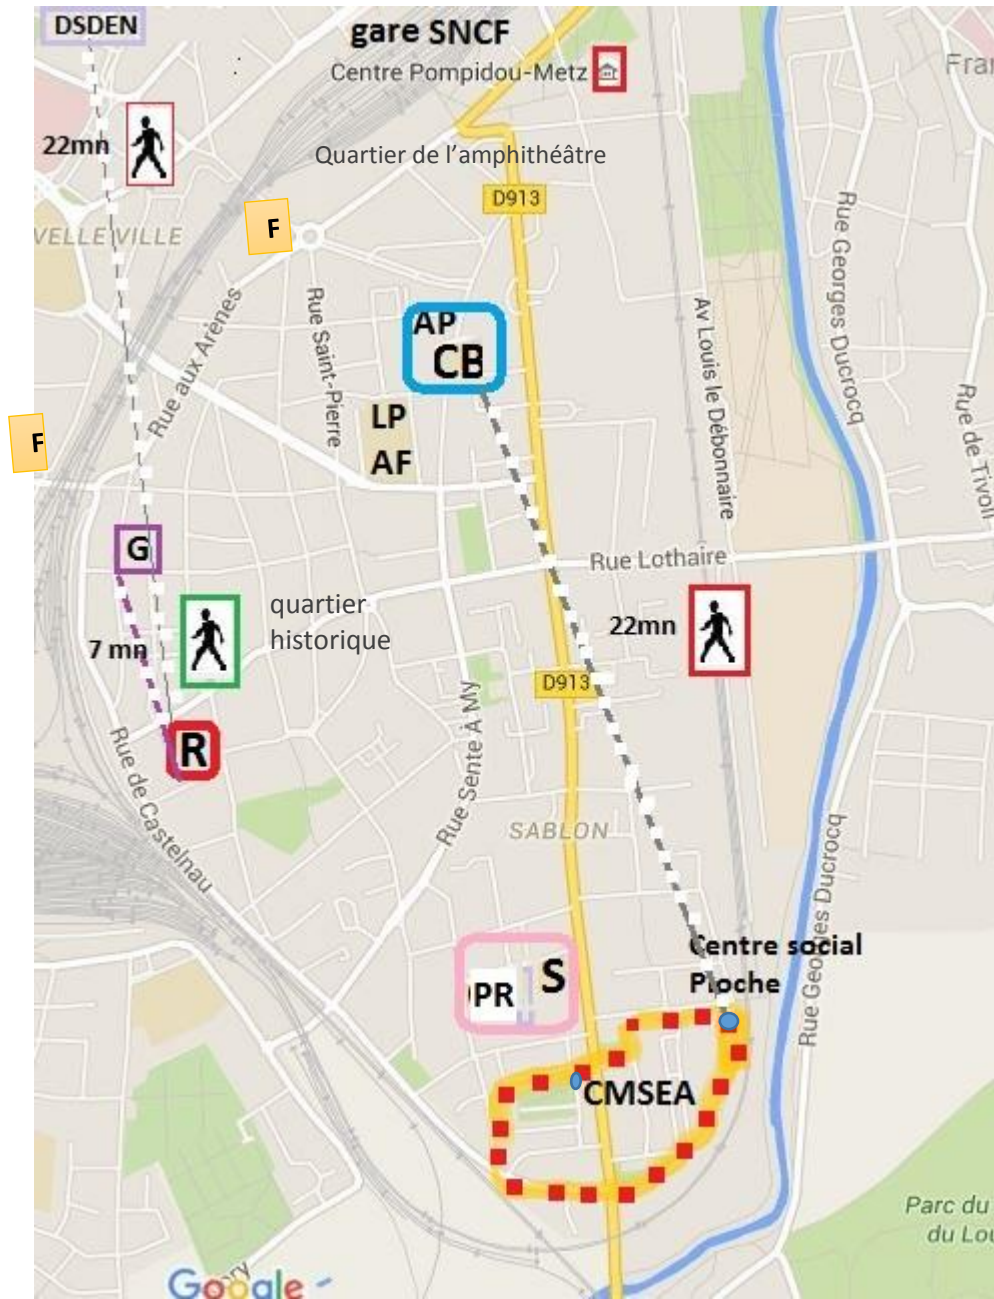 DSDEN
gare SNCF
Centre Pompidou-Metz
Fran
22mn
Quartier de l'amphithéâtre
D913
F
VELLE VILLE
Rue Georges Ducrocq
Rue aux Arènes
Rue Saint-Pierre
AP
CB
Av Louis le Débonnaire
LP
AF
Rue de Tivoli
F
G
Rue Lothaire
quartier
historique
22mn
7 mn
D913
R
Rue de Castelnau
Rue Sente À My
SABLON
Rue Georges Ducrocq
Centre social
Pioche
S
PR
CMSEA
Parc du
du Lou
Google